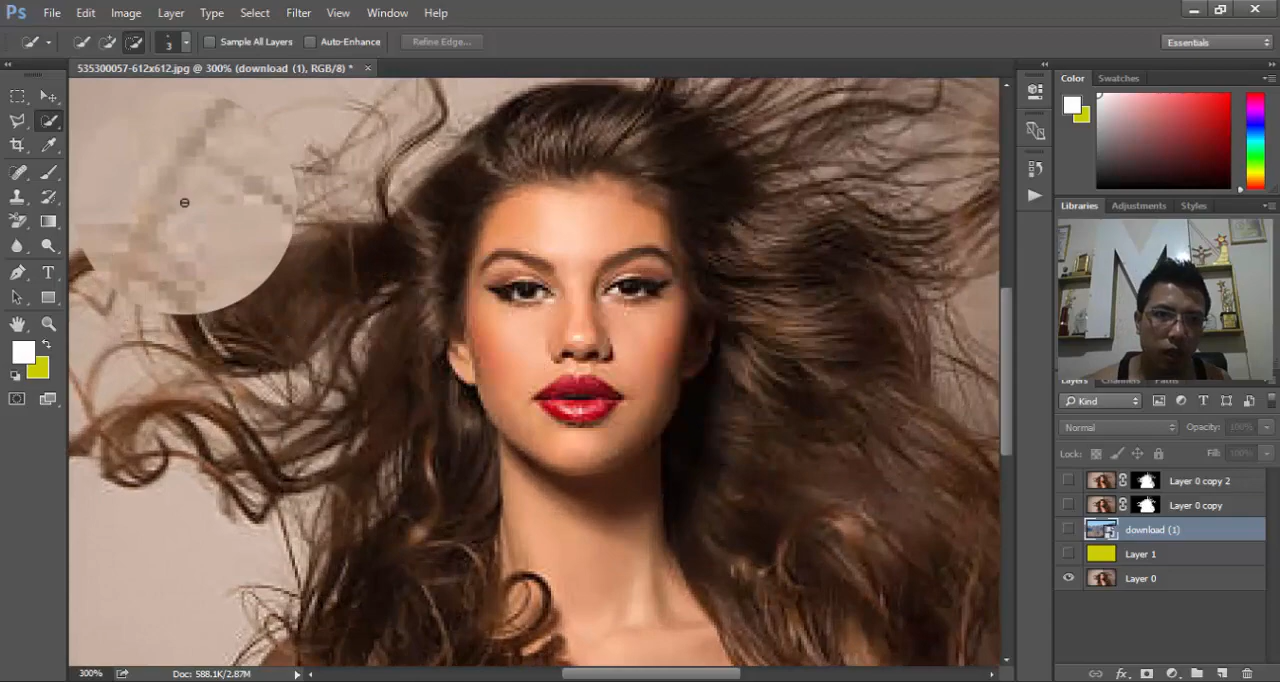 Ps File Edit Image Layer Type Select Filter View Window Help
3 Sample All Layers Auto-Enhance Refine Edge... Essentials
535300057-612x612.jpg @ 300% (download (1), RGB/8) *
Color Swatches
Libraries Adjustments Styles
M
Layers Channels Paths
Kind
Normal Opacity: 100%
Lock: Fill: 100%
Layer 0 copy 2
Layer 0 copy
download (1)
Layer 1
Layer 0
300% Doc: 588.1K/2.87M